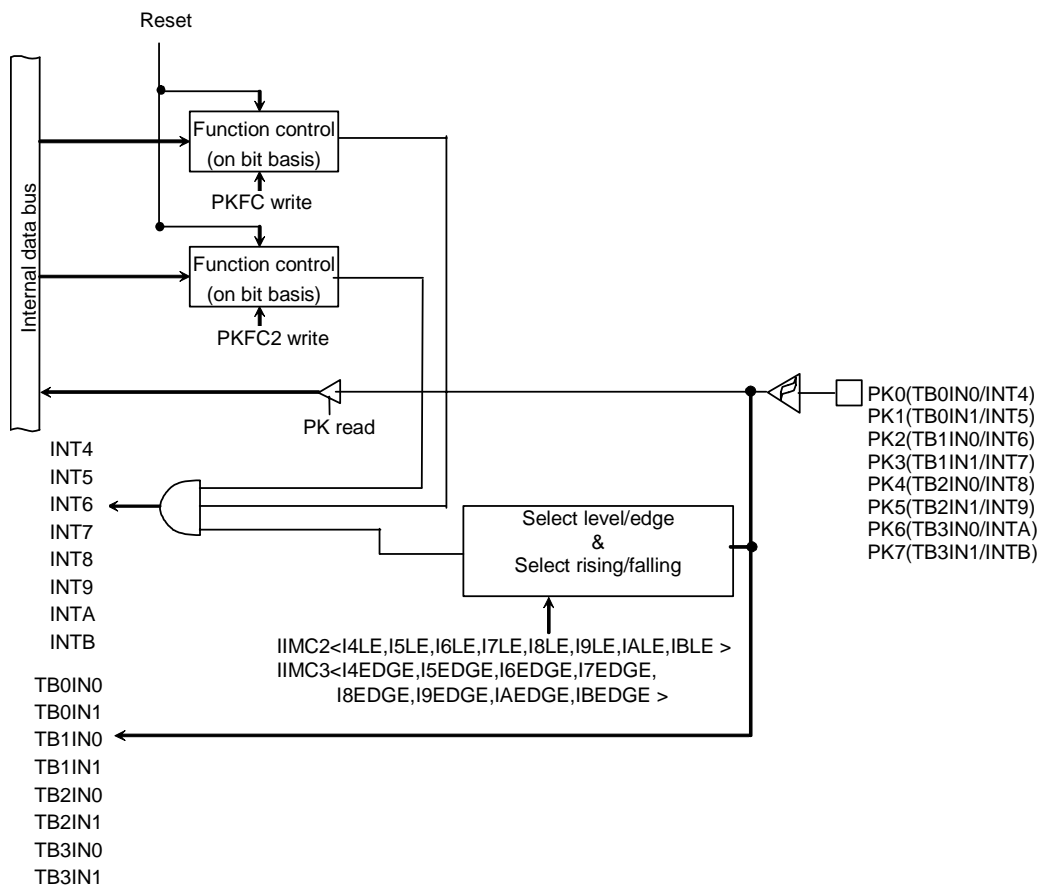 Reset
Internal data bus
Function control
(on bit basis)
PKFC write
Function control
(on bit basis)
PKFC2 write
PK read
PK0(TB0IN0/INT4)
PK1(TB0IN1/INT5)
PK2(TB1IN0/INT6)
PK3(TB1IN1/INT7)
PK4(TB2IN0/INT8)
PK5(TB2IN1/INT9)
PK6(TB3IN0/INTA)
PK7(TB3IN1/INTB)
INT4
INT5
INT6
INT7
INT8
INT9
INTA
INTB
Select level/edge
&
Select rising/falling
IIMC2<I4LE,I5LE,I6LE,I7LE,I8LE,I9LE,IALE,IBLE >
IIMC3<I4EDGE,I5EDGE,I6EDGE,I7EDGE,
I8EDGE,I9EDGE,IAEDGE,IBEDGE >
TB0IN0
TB0IN1
TB1IN0
TB1IN1
TB2IN0
TB2IN1
TB3IN0
TB3IN1